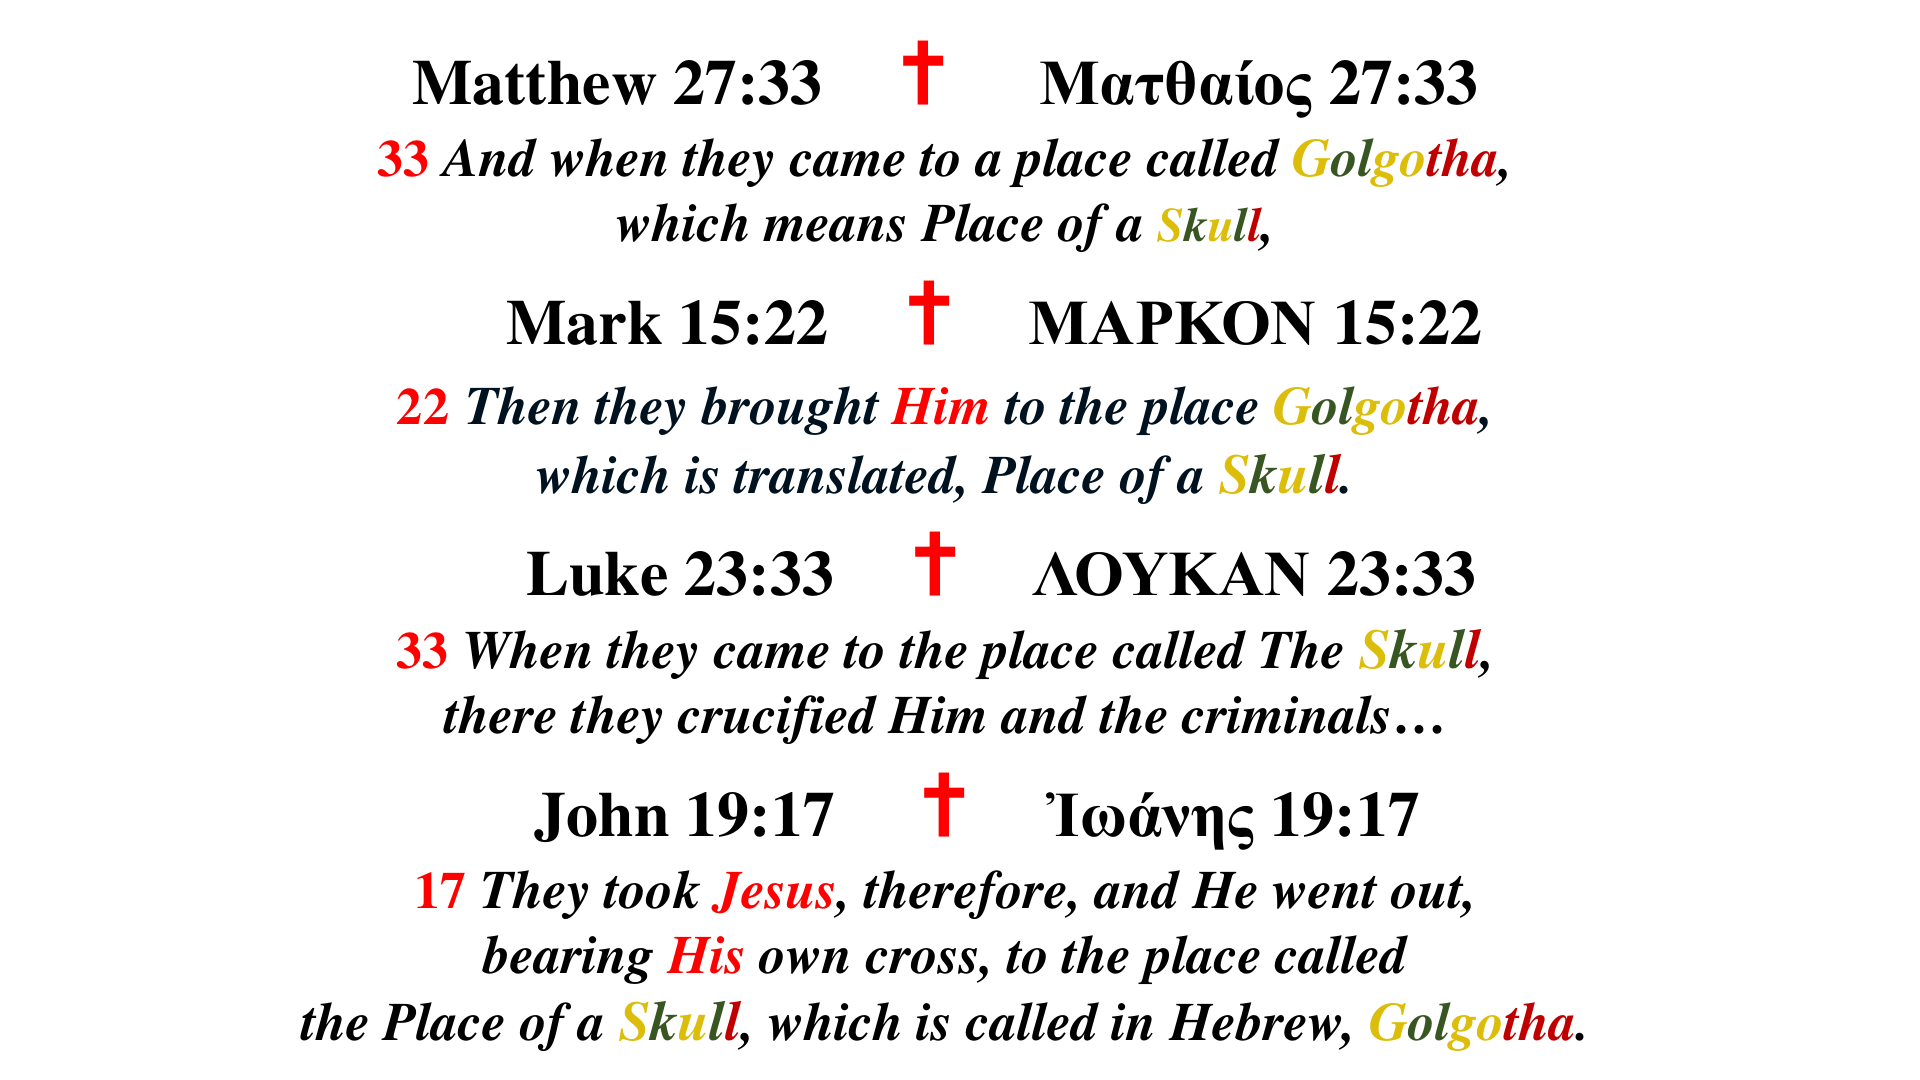 Matthew 27:33 ✝ Ματθαίος 27:33
33 And when they came to a place called Golgotha,
which means Place of a Skull,
Mark 15:22 ✝ ΜΑΡΚΟΝ 15:22
22 Then they brought Him to the place Golgotha,
which is translated, Place of a Skull.
Luke 23:33 ✝ ΛΟΥΚΑΝ 23:33
33 When they came to the place called The Skull,
there they crucified Him and the criminals…
John 19:17 ✝ Ἰωάνης 19:17
17 They took Jesus, therefore, and He went out,
bearing His own cross, to the place called
the Place of a Skull, which is called in Hebrew, Golgotha.